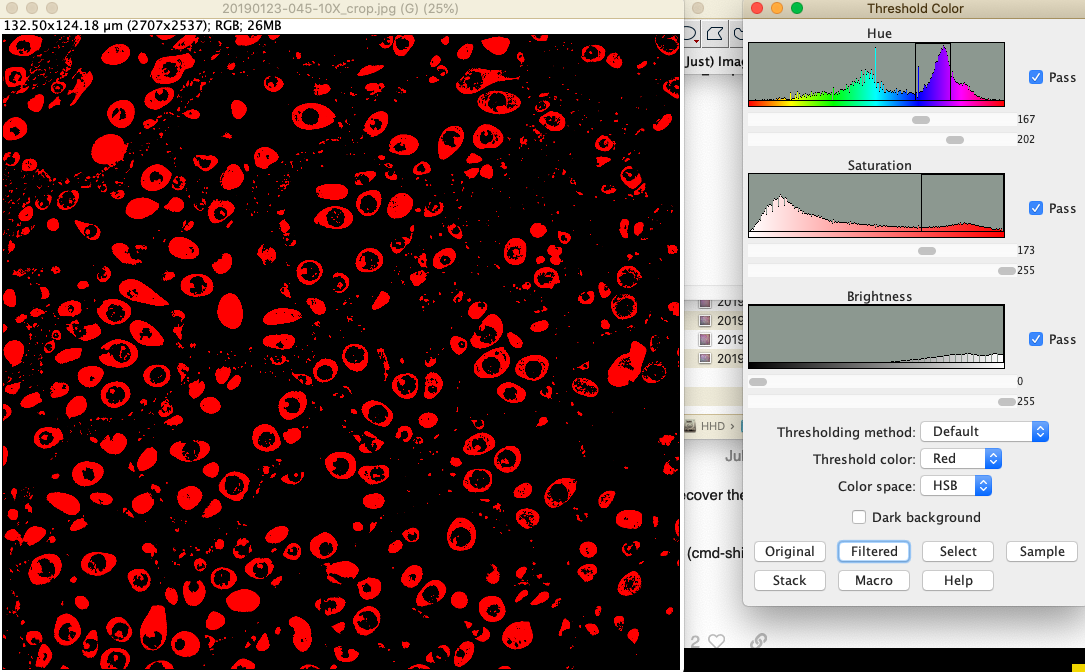 20190123-045-10X_crop.jpg (G) (25%)
132.50x124.18 µm (2707x2537); RGB; 26MB
Just) Imag
2019
2019
2019
2019
HHD ›
Jul
ecover the
(cmd-shi
2
Threshold Color
Hue
Pass
167
202
Saturation
Pass
173
255
Brightness
Pass
0
255
Thresholding method: Default
Threshold color: Red
Color space: HSB
Dark background
Original Filtered Select Sample
Stack Macro Help